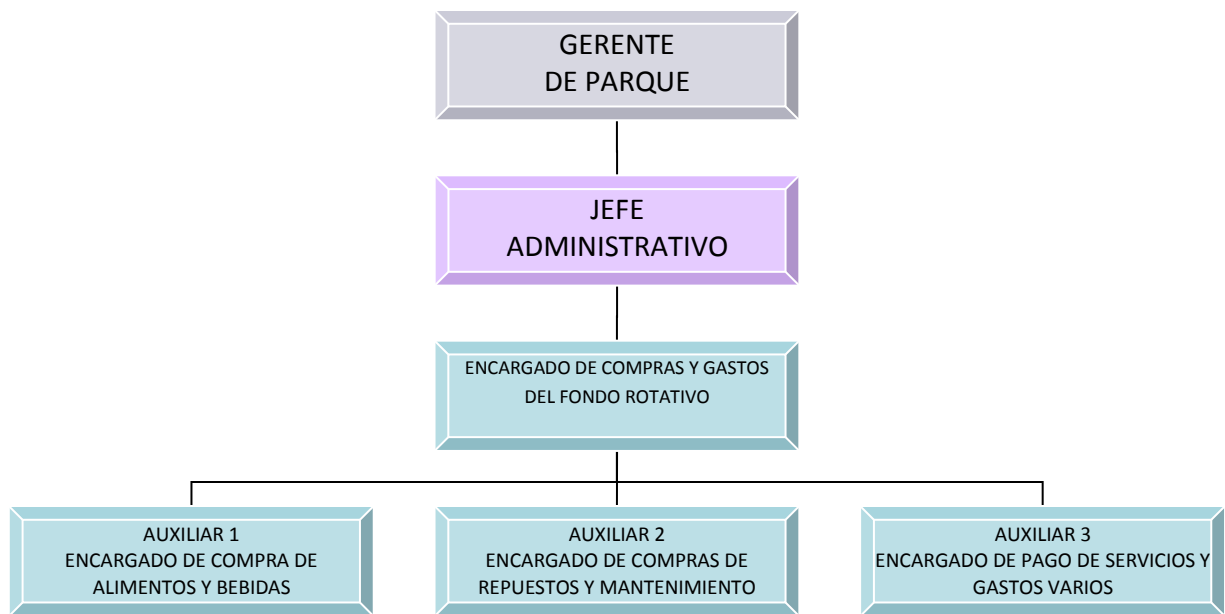 GERENTE
DE PARQUE
JEFE
ADMINISTRATIVO
ENCARGADO DE COMPRAS Y GASTOS
DEL FONDO ROTATIVO
AUXILIAR 1
ENCARGADO DE COMPRA DE
ALIMENTOS Y BEBIDAS
AUXILIAR 2
ENCARGADO DE COMPRAS DE
REPUESTOS Y MANTENIMIENTO
AUXILIAR 3
ENCARGADO DE PAGO DE SERVICIOS Y
GASTOS VARIOS